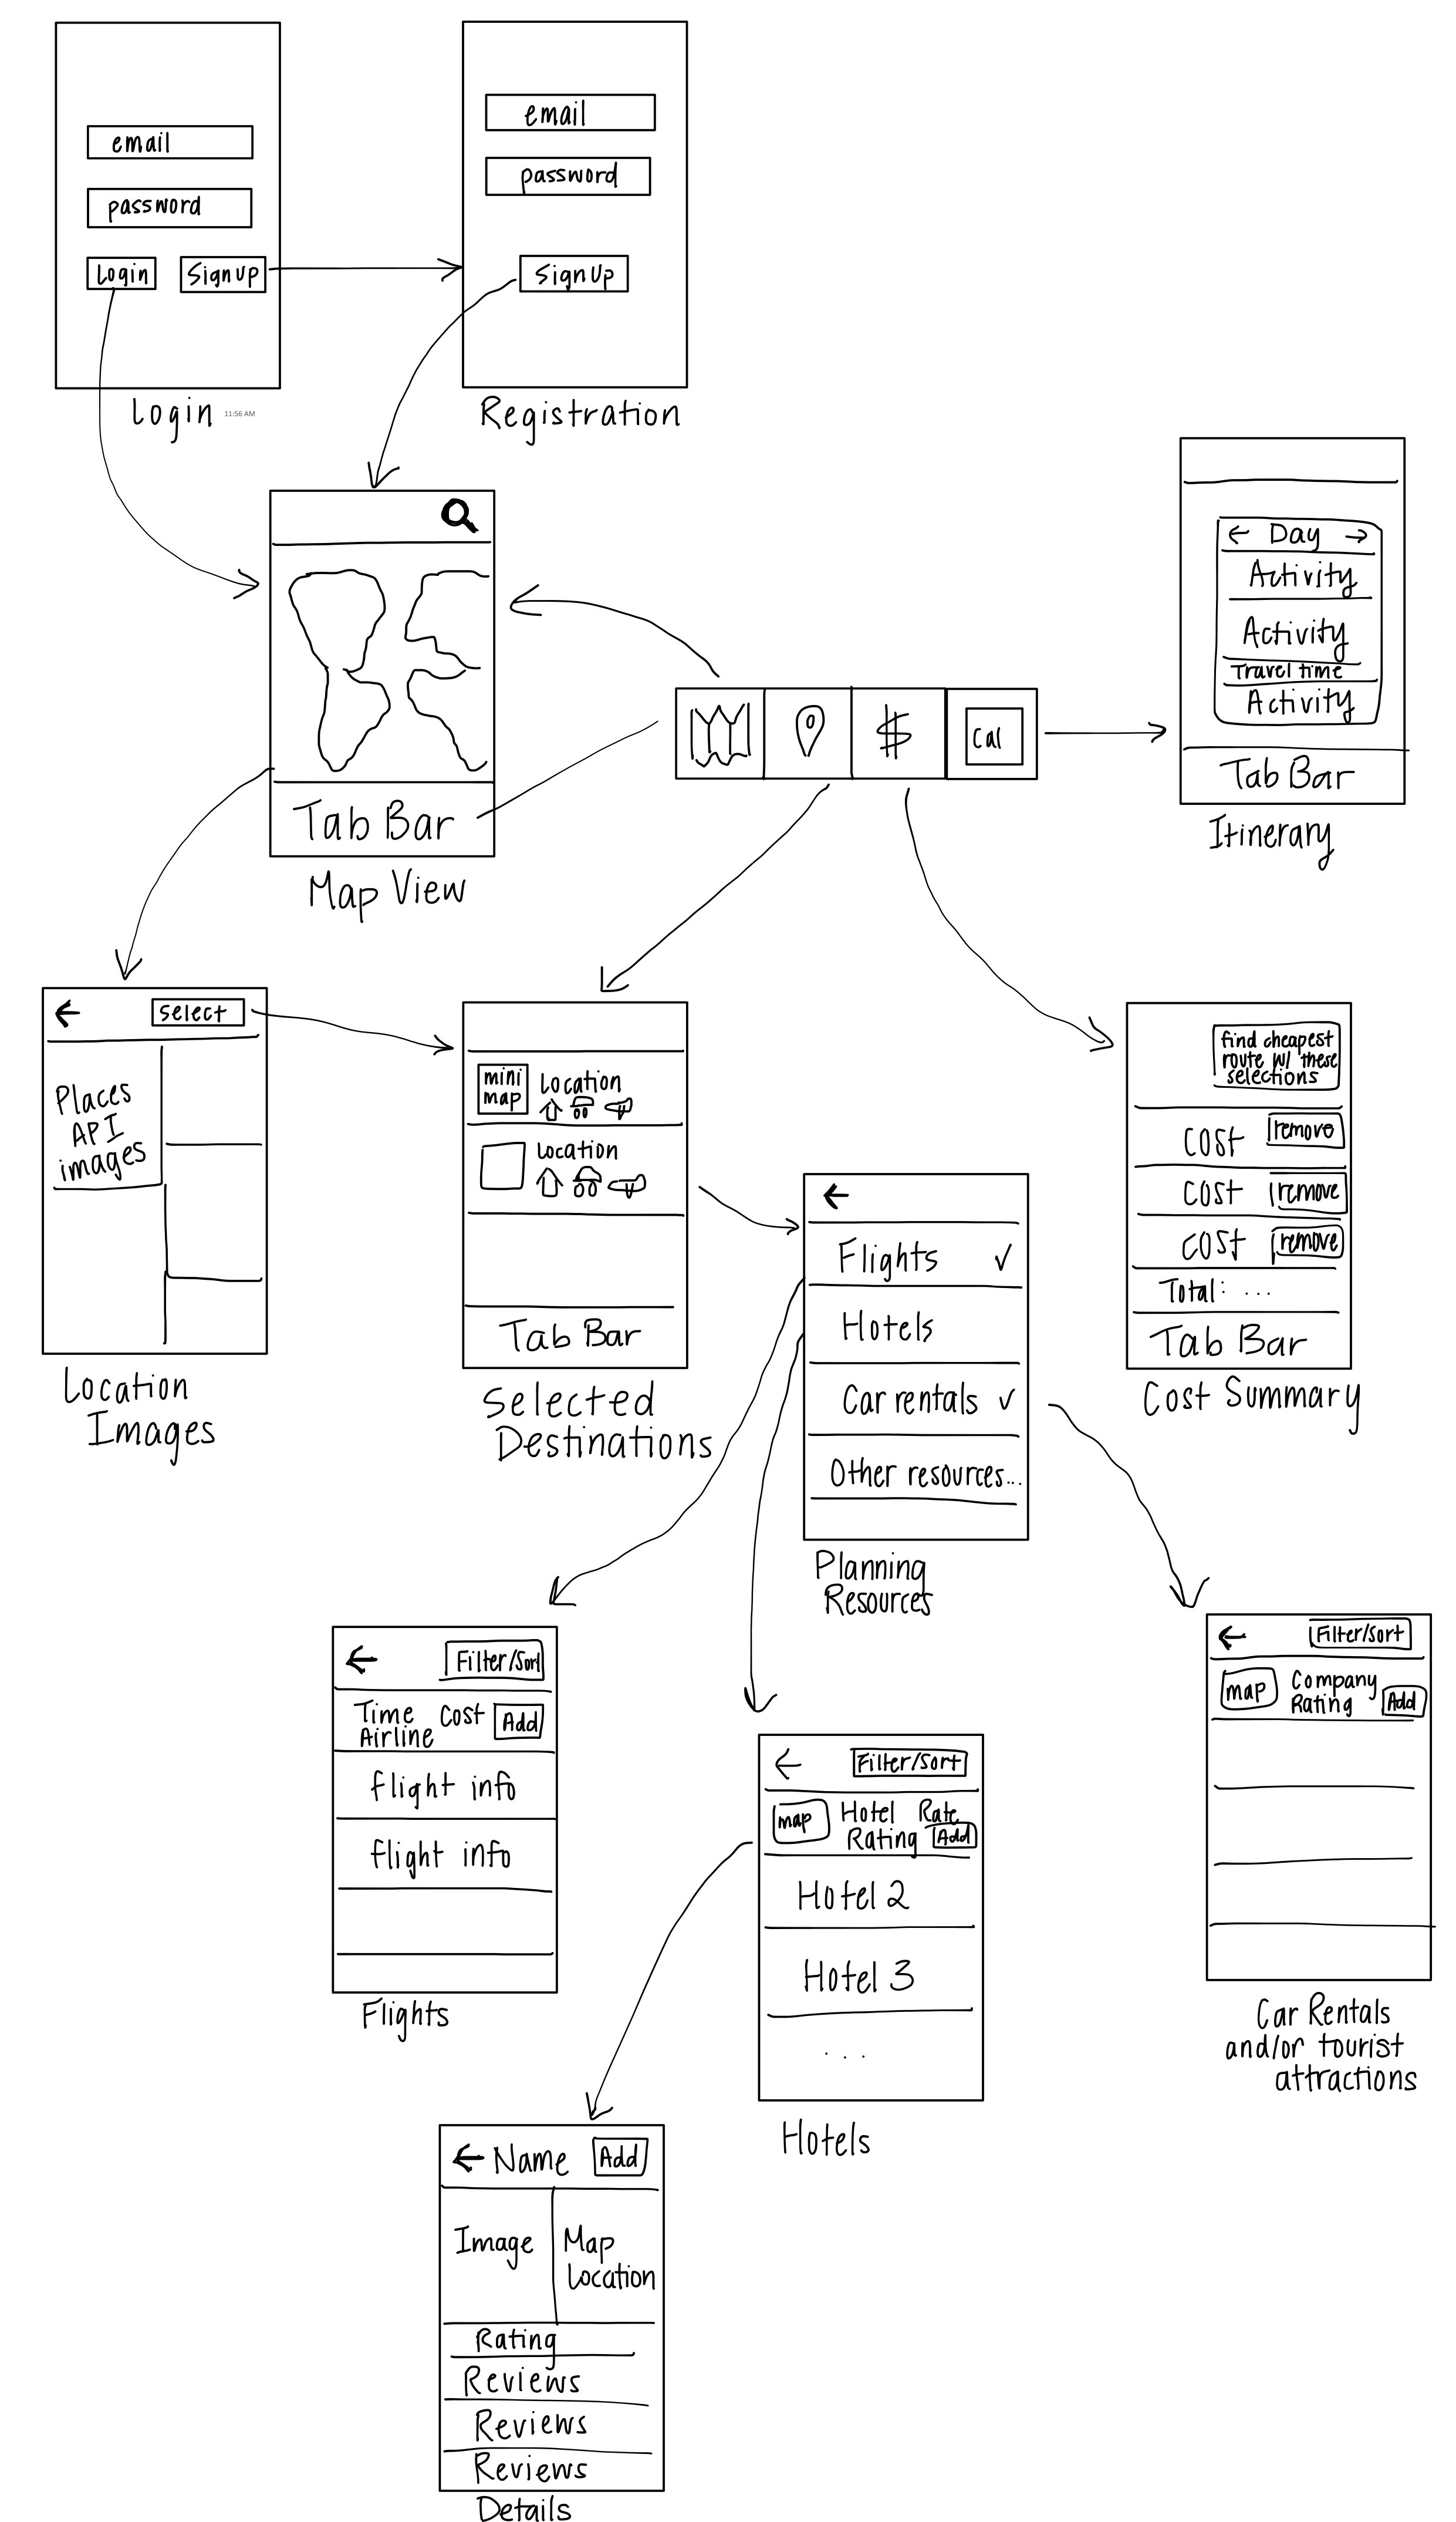 email
password
Login
Sign Up
Login
11:56 AM
email
password
Sign Up
Registration
Tab Bar
Map View
$
Cal
← Day →
Activity
Activity
Travel time
Activity
Tab Bar
Itinerary
← Select
Places
API
images
Location
Images
mini
map
Location
Location
Tab Bar
Selected
Destinations
←
Flights ✓
Hotels
Car rentals ✓
Other resources...
Planning
Resources
find cheapest
route w/ these
selections
cost remove
cost remove
cost remove
Total: ...
Tab Bar
Cost Summary
← Filter/Sort
Time
Airline
Cost
Add
flight info
flight info
Flights
← Filter/Sort
map
Hotel Rate
Rating Add
Hotel 2
Hotel 3
...
Hotels
← Filter/Sort
map
Company
Rating Add
Car Rentals
and/or tourist
attractions
← Name Add
Image
Map
Location
Rating
Reviews
Reviews
Reviews
Details